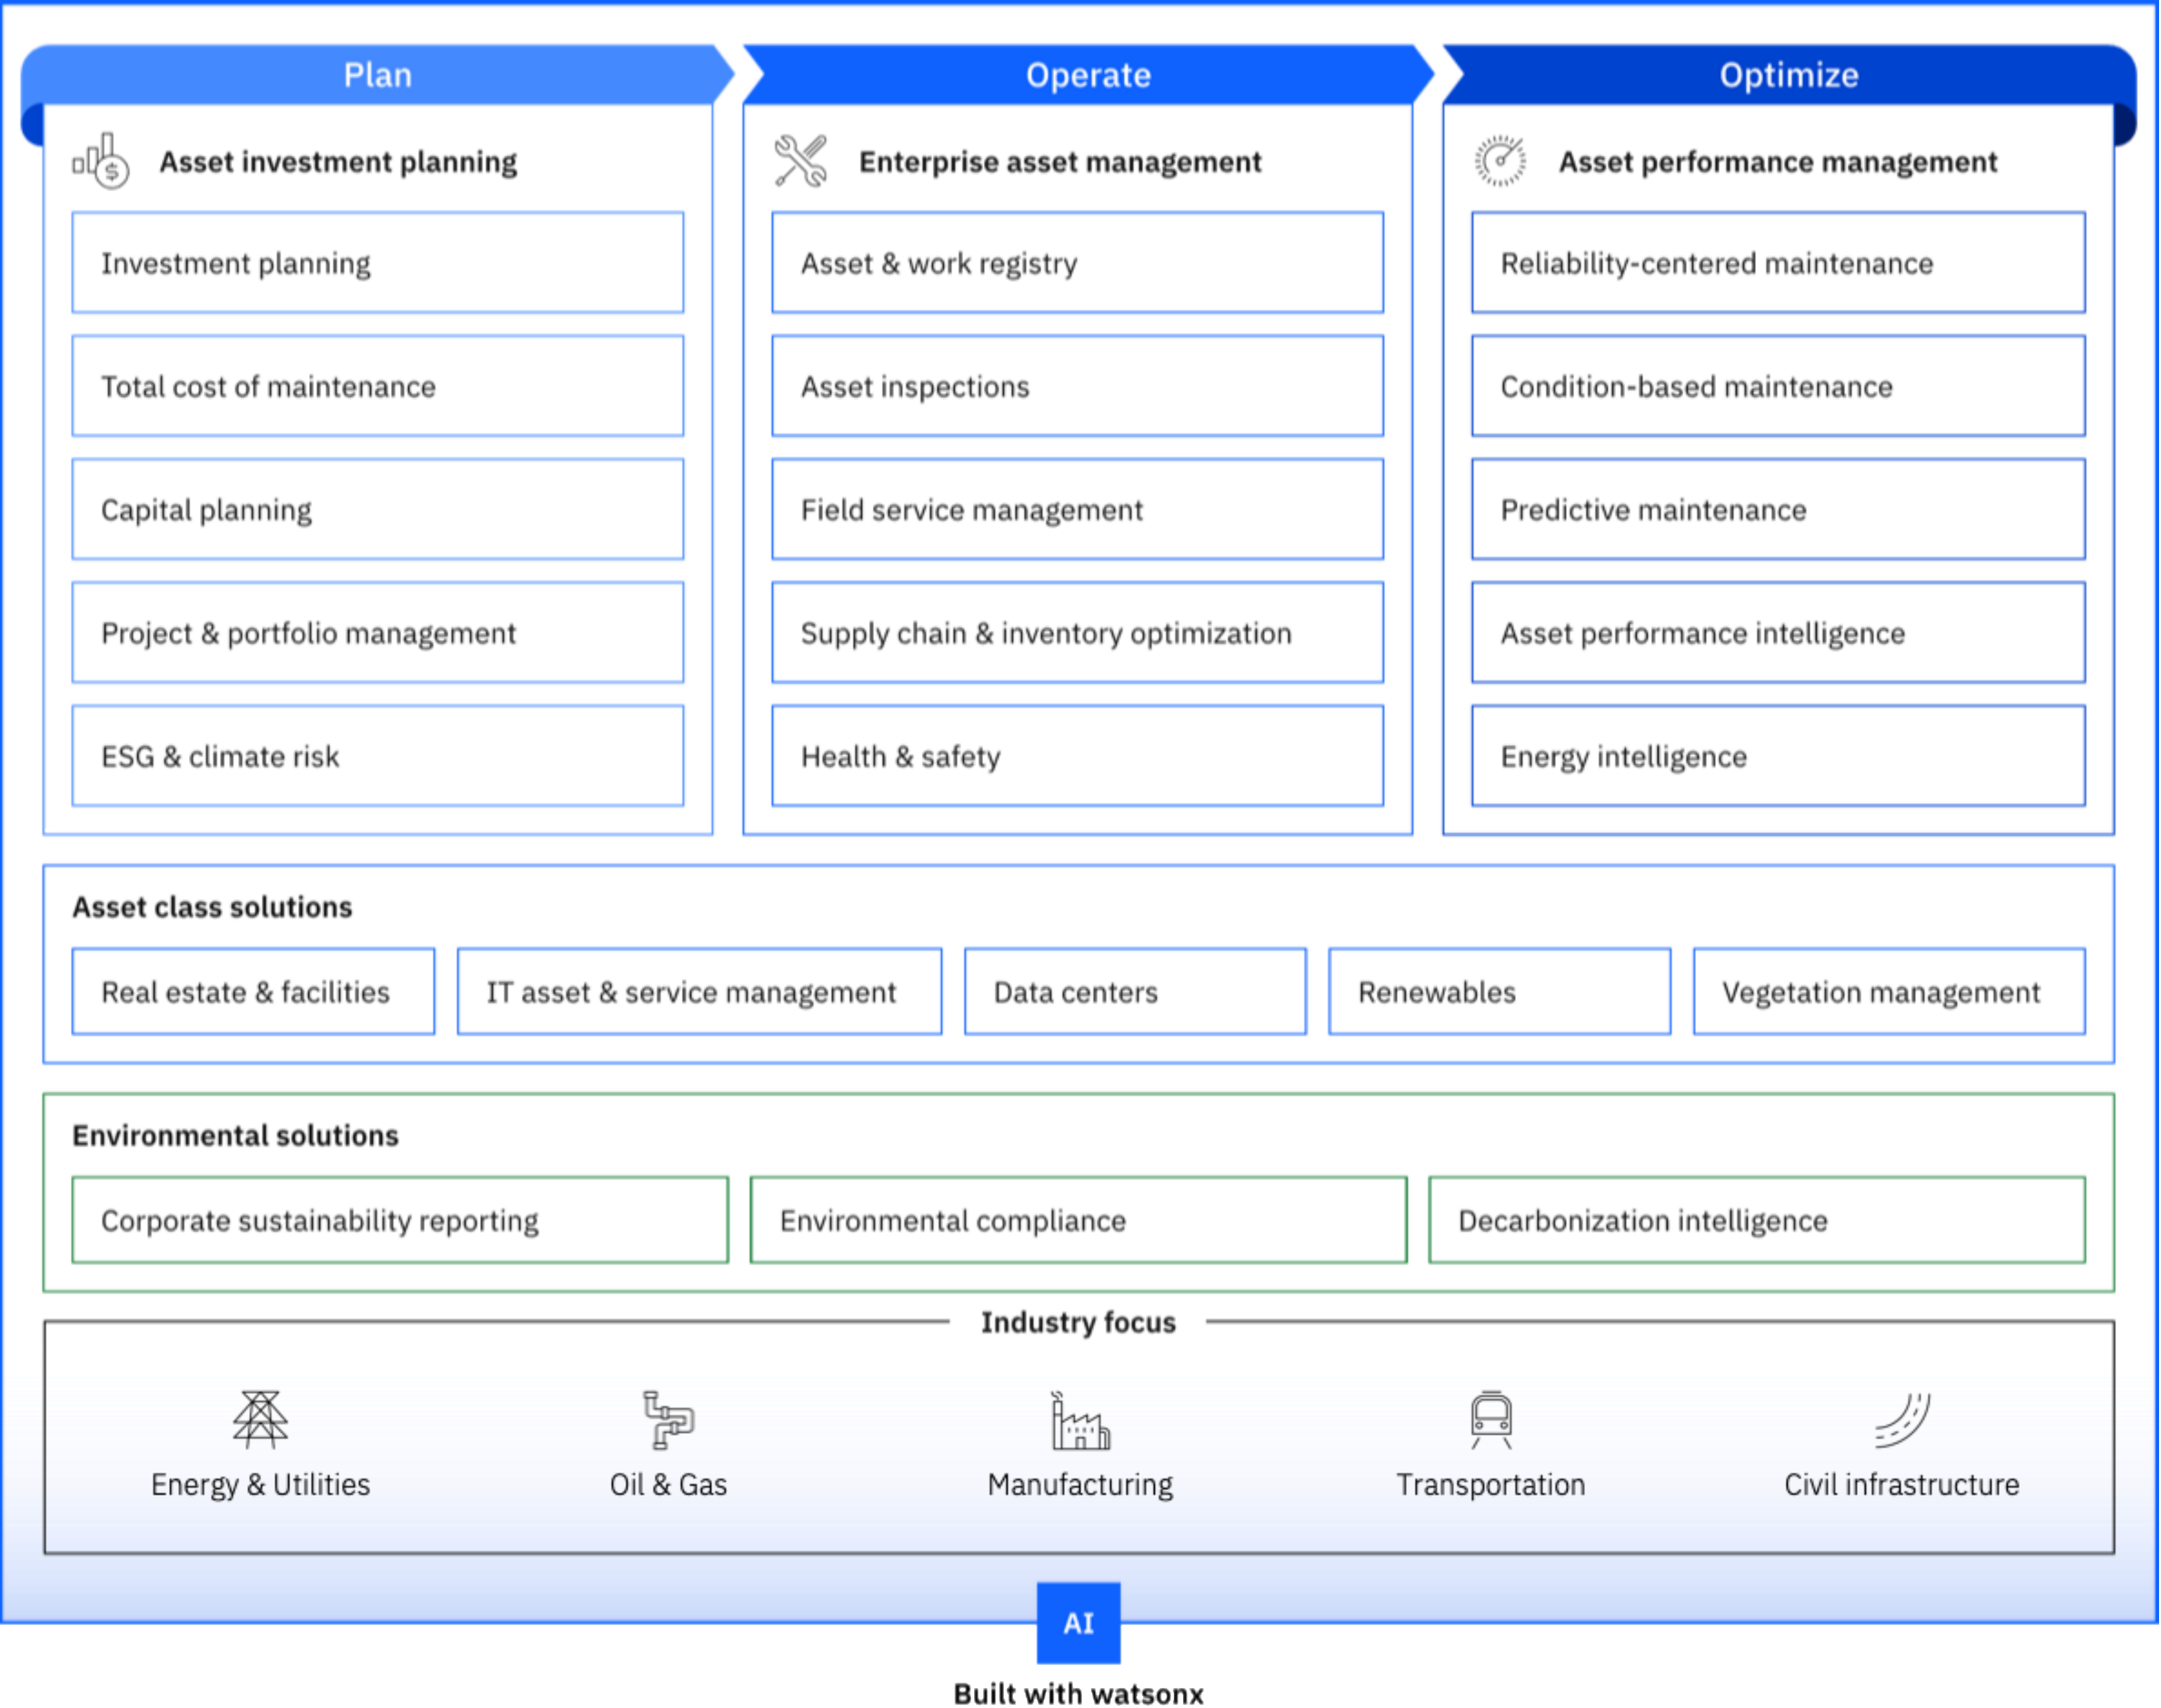 Plan
Operate
Optimize
Asset investment planning
Investment planning
Total cost of maintenance
Capital planning
Project & portfolio management
ESG & climate risk
Enterprise asset management
Asset & work registry
Asset inspections
Field service management
Supply chain & inventory optimization
Health & safety
Asset performance management
Reliability-centered maintenance
Condition-based maintenance
Predictive maintenance
Asset performance intelligence
Energy intelligence
Asset class solutions
Real estate & facilities
IT asset & service management
Data centers
Renewables
Vegetation management
Environmental solutions
Corporate sustainability reporting
Environmental compliance
Decarbonization intelligence
Industry focus
Energy & Utilities
Oil & Gas
Manufacturing
Transportation
Civil infrastructure
AI
Built with watsonx